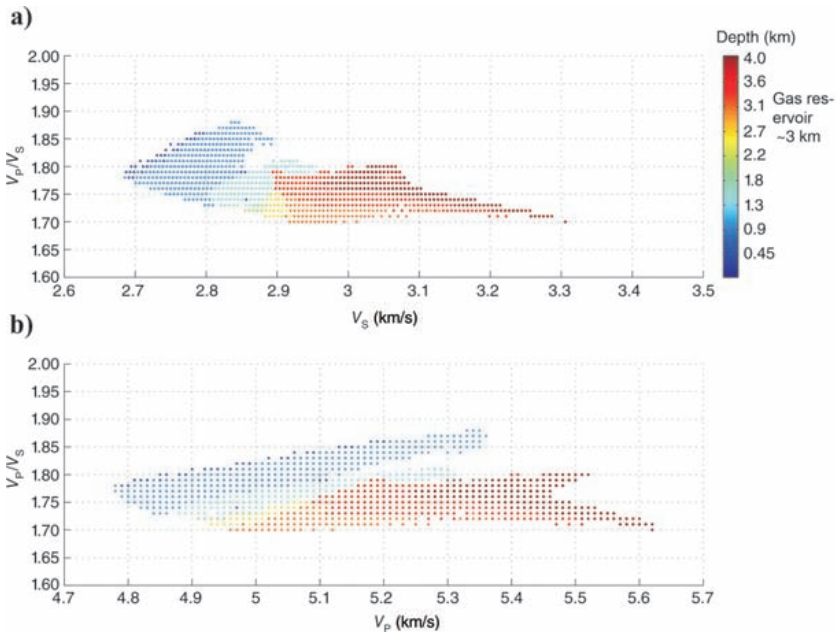 a)
Depth (km)
2.00
1.95
1.90
1.85
1.80
1.75
1.70
1.65
1.60
VP/VS
2.6 2.7 2.8 2.9 3 3.1 3.2 3.3 3.4 3.5
VS (km/s)
4.0
3.6
3.1
2.7
2.2
1.8
1.3
0.9
0.45
Gas res-
ervoir
~3 km
b)
2.00
1.95
1.90
1.85
1.80
1.75
1.70
1.65
1.60
VP/VS
4.7 4.8 4.9 5 5.1 5.2 5.3 5.4 5.5 5.6 5.7
VP (km/s)